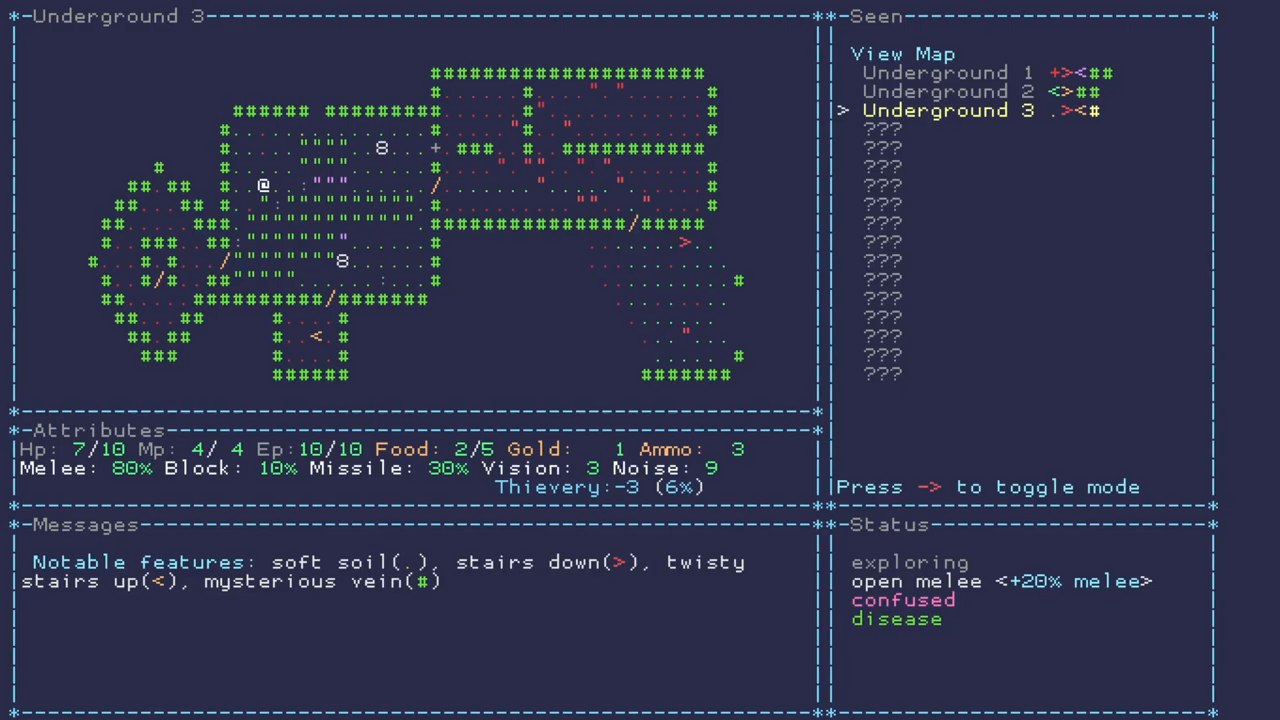 Underground 3
Seen
View Map
Underground 1 +><##
Underground 2 <>##
> Underground 3 .><#
???
???
???
???
???
???
???
???
???
???
???
???
???
???
Press -> to toggle mode
Attributes
Hp: 7/10 Mp: 4/ 4 Ep:10/10 Food: 2/5 Gold: 1 Ammo: 3
Melee: 80% Block: 10% Missile: 30% Vision: 3 Noise: 9
Thievery:-3 (6%)
Messages
Notable features: soft soil(.), stairs down(>), twisty
stairs up(<), mysterious vein(#)
Status
exploring
open melee <+20% melee>
confused
disease